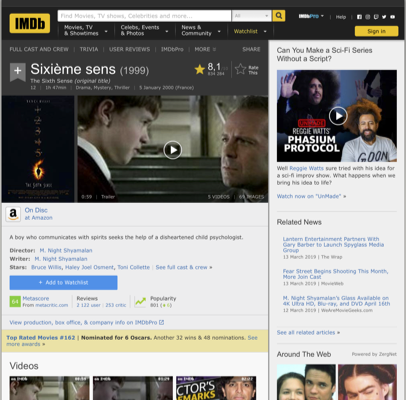 IMDb
Find Movies, TV shows, Celebrities and more...
All
IMDbPro
Help
Movies, TV & Showtimes
Celebs, Events & Photos
News & Community
Watchlist
Sign in
FULL CAST AND CREW | TRIVIA | USER REVIEWS | IMDbPro | MORE
SHARE
Sixième sens (1999)
8,1
Rate This
The Sixth Sense (original title)
12 | 1h 47min | Drama, Mystery, Thriller | 5 January 2000 (France)
THE SIXTH SENSE
0:59 | Trailer
5 VIDEOS
69 IMAGES
On Disc
at Amazon
A boy who communicates with spirits seeks the help of a disheartened child psychologist.
Director: M. Night Shyamalan
Writer: M. Night Shyamalan
Stars: Bruce Willis, Haley Joel Osment, Toni Collette | See full cast & crew »
+ Add to Watchlist
64
Metascore
From metacritic.com
Reviews
2 132 user | 253 critic
Popularity
801
View production, box office, & company info on IMDbPro
Top Rated Movies #162 | Nominated for 6 Oscars. Another 32 wins & 48 nominations. See
more awards »
Videos
Can You Make a Sci-Fi Series
Without a Script?
REGGIE WATTS'
PHASIUM
PROTOCOL
Well Reggie Watts sure tried with his idea for
a sci-fi improv show. What happens when we
bring his idea to life?
Watch now on "UnMade" »
Related News
Lantern Entertainment Partners With
Gary Barber to Launch Spyglass Media
Group
13 March 2019 | The Wrap
Fear Street Begins Shooting This Month,
More Join Cast
13 March 2019 | MovieWeb
M. Night Shyamalan's Glass Available on
4K Ultra HD, Blu-ray, and DVD April 16th
12 March 2019 | WeAreMovieGeeks.com
See all related articles »
Around The Web
Powered by ZergNet